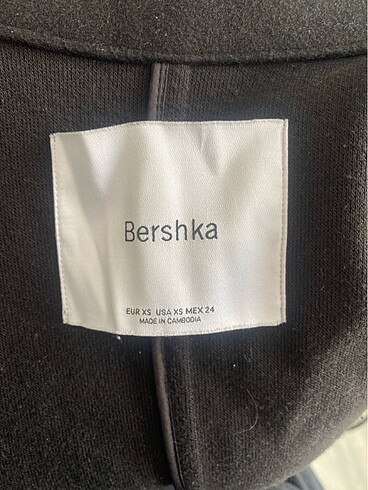 Bershka
EUR XS USA XS MEX 24
MADE IN CAMBODIA